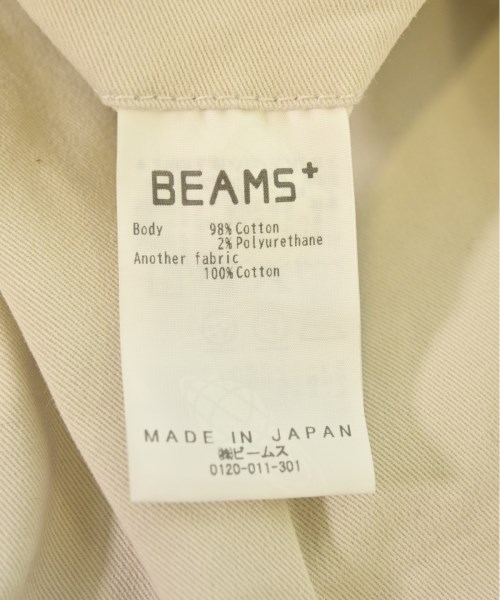 BEAMS+
Body 98% Cotton
2% Polyurethane
Another fabric
100% Cotton
MADE IN JAPAN
㈱ビームス
0120-011-301